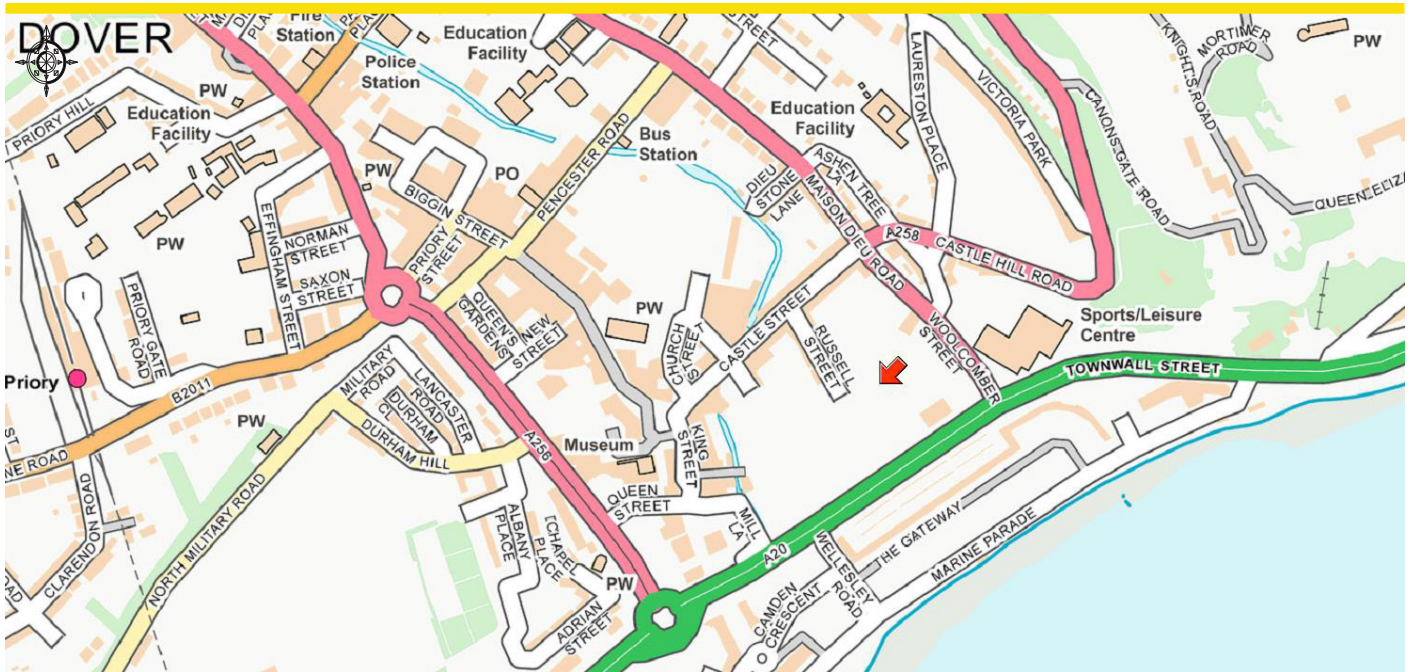 DOVER
Fire
Station
Police
Station
Education
Facility
STREET
LAURESTON PLACE
VICTORIA PARK
CANONS-GATE ROAD
KNIGHT'S ROAD
MORTIMER
ROAD
PW
PRIORY HILL
PW
Education
Facility
Education
Facility
ASHEN TREE
LA
Bus
Station
PENCESTER ROAD
PO
PW
BIGGIN STREET
DIEU
STONE
LANE
MAISON DIEU ROAD
A258
CASTLE HILL ROAD
PW
EFFINGHAM STREET
NORMAN
STREET
SAXON
STREET
PRIORY
STREET
QUEEN'S
GARDENS
NEW
STREET
PW
CHURCH
STREET
CASTLE STREET
RUSSELL
STREET
WOOLCOMBER
STREET
Sports/Leisure
Centre
TOWNWALL STREET
PRIORY GATE
ROAD
Priory
B2011
MILITARY
ROAD
LANCASTER
ROAD
DURHAM
CL
DURHAM HILL
PW
A256
Museum
KING
STREET
QUEEN
STREET
MILL
LA
A20
NORTH MILITARY ROAD
CLARENDON ROAD
ALBANY
PLACE
CHAPEL
PLACE
PW
ADRIAN
STREET
CAMDEN
CRESCENT
WELLESLEY
ROAD
THE GATEWAY
MARINE PARADE